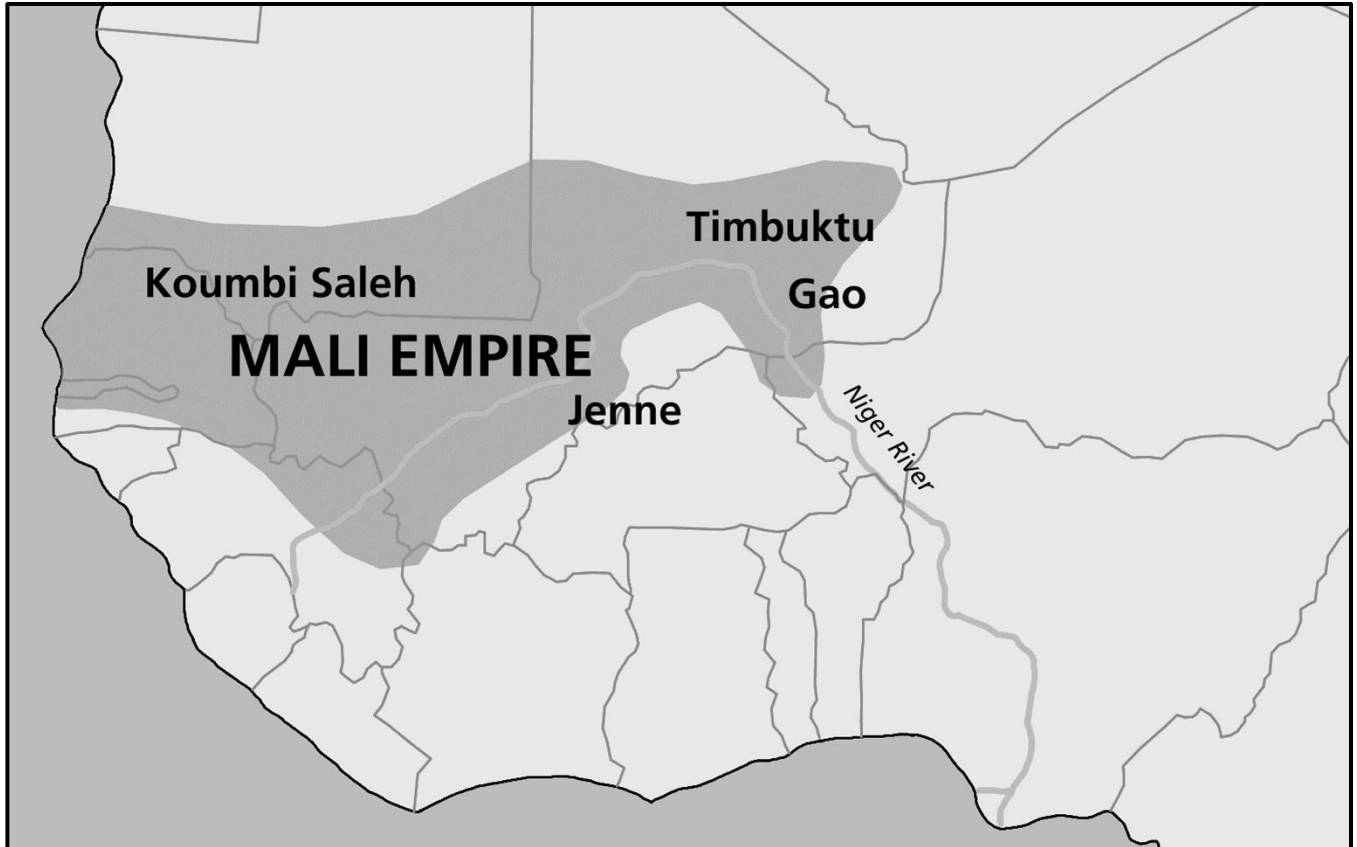 Timbuktu
Koumbi Saleh
Gao
MALI EMPIRE
Jenne
Niger River